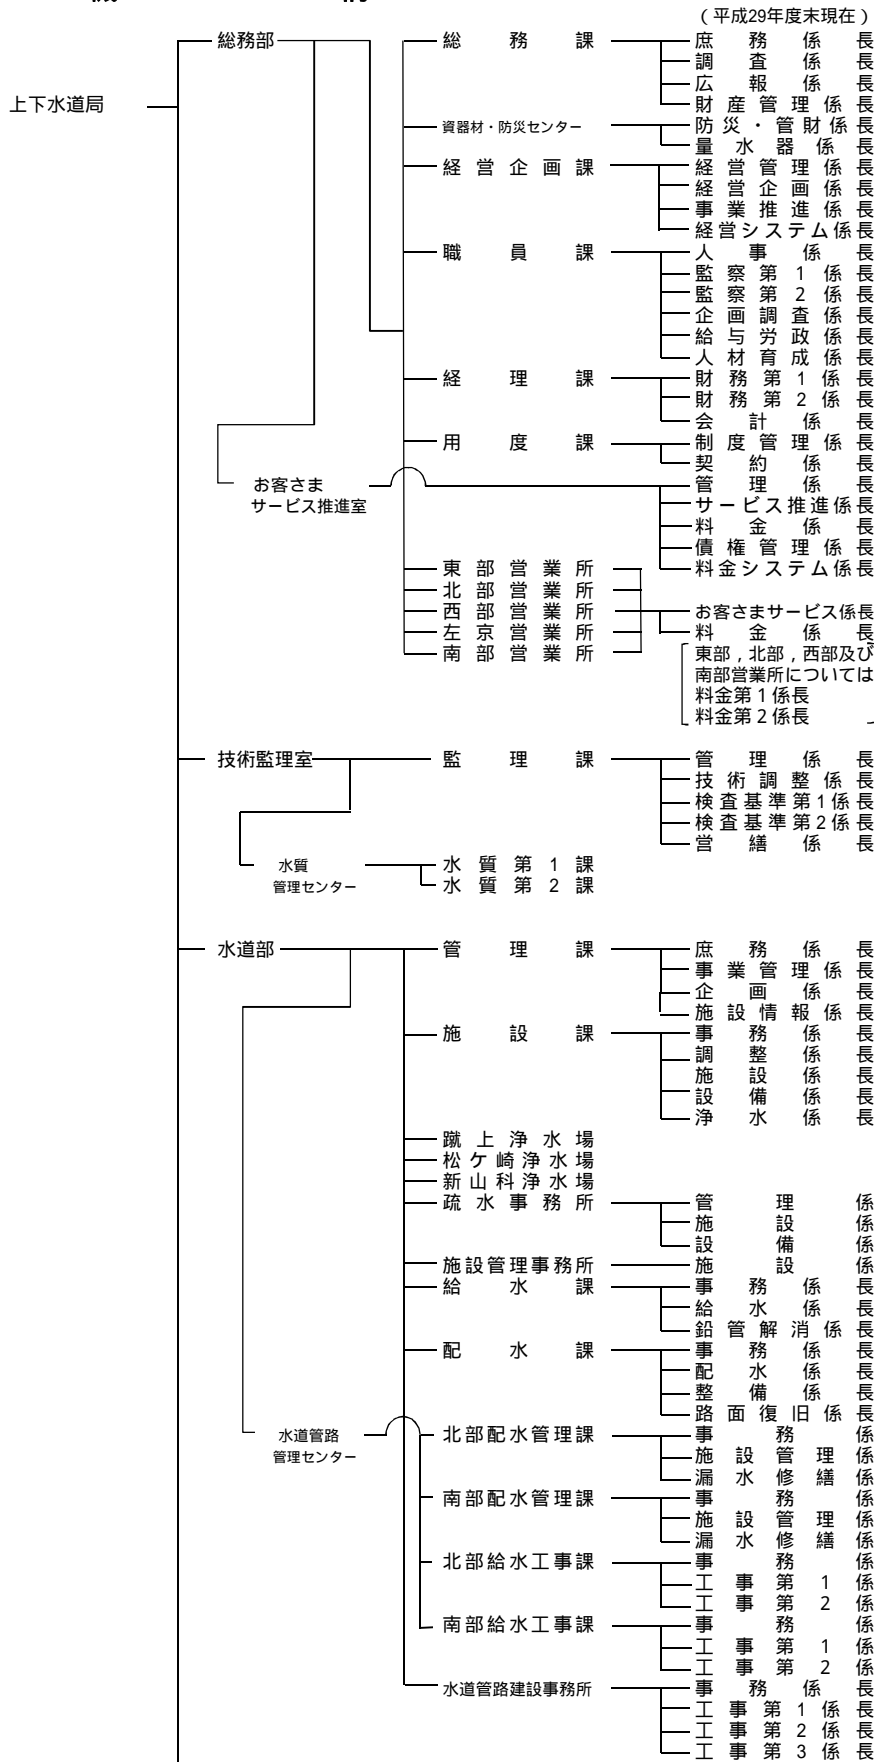 （平成29年度末現在）
上下水道局
総務部
総務課
庶務係長
調査係長
広報係長
財産管理係長
資器材・防災センター
防災・管財係長
量水器係長
経営企画課
経営管理係長
経営企画係長
事業推進係長
経営システム係長
職員課
人事係長
監察第1係長
監察第2係長
企画調査係長
給与労政係長
人材育成係長
経理課
財務第1係長
財務第2係長
会計係長
用度課
制度管理係長
契約係長
お客さま
サービス推進室
管理係長
サービス推進係長
料金係長
債権管理係長
料金システム係長
東部営業所
北部営業所
西部営業所
左京営業所
南部営業所
お客さまサービス係長
料金係長
東部，北部，西部及び
南部営業所については
料金第１係長
料金第２係長
技術監理室
監理課
管理係長
技術調整係長
検査基準第1係長
検査基準第2係長
営繕係長
水質
管理センター
水質第1課
水質第2課
水道部
管理課
庶務係長
事業管理係長
企画係長
施設情報係長
施設課
事務係長
調整係長
施設係長
設備係長
浄水係長
蹴上浄水場
松ケ崎浄水場
新山科浄水場
疏水事務所
管理係
施設係
設備係
施設管理事務所
施設係
給水課
事務係長
給水係長
鉛管解消係長
配水課
事務係長
配水係長
整備係長
路面復旧係長
水道管路
管理センター
北部配水管理課
事務係
施設管理係
漏水修繕係
南部配水管理課
事務係
施設管理係
漏水修繕係
北部給水工事課
事務係
工事第1係
工事第2係
南部給水工事課
事務係
工事第1係
工事第2係
水道管路建設事務所
事務係長
工事第1係長
工事第2係長
工事第3係長